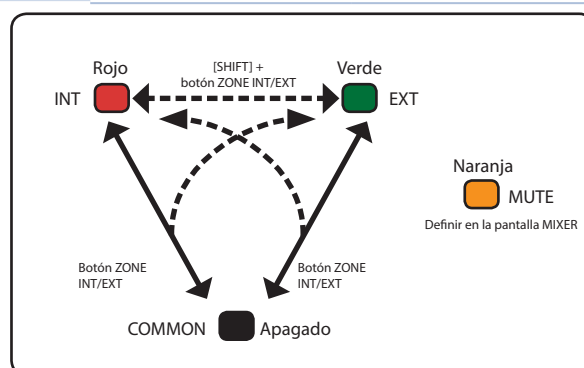 Rojo
[SHIFT] +
botón ZONE INT/EXT
Verde
INT
EXT
Naranja
MUTE
Definir en la pantalla MIXER
Botón ZONE
INT/EXT
Botón ZONE
INT/EXT
COMMON
Apagado